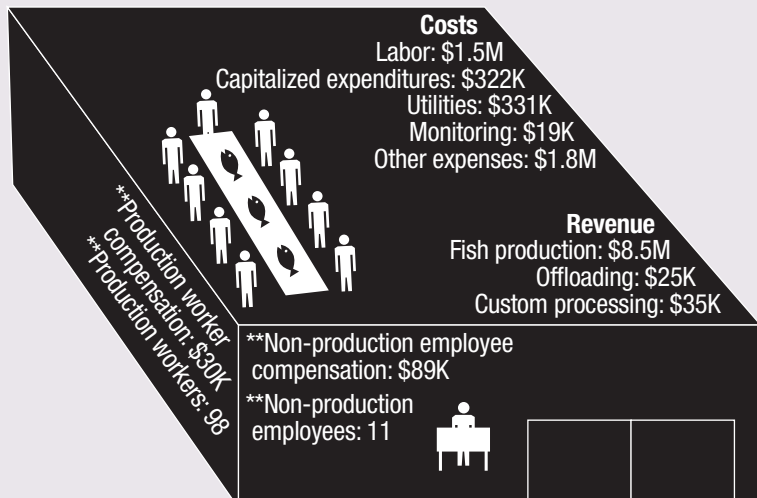 Costs
Labor: $1.5M
Capitalized expenditures: $322K
Utilities: $331K
Monitoring: $19K
Other expenses: $1.8M
Revenue
Fish production: $8.5M
Offloading: $25K
Custom processing: $35K
**Production worker
compensation: $30K
**Production workers: 98
**Non-production employee
compensation: $89K
**Non-production
employees: 11